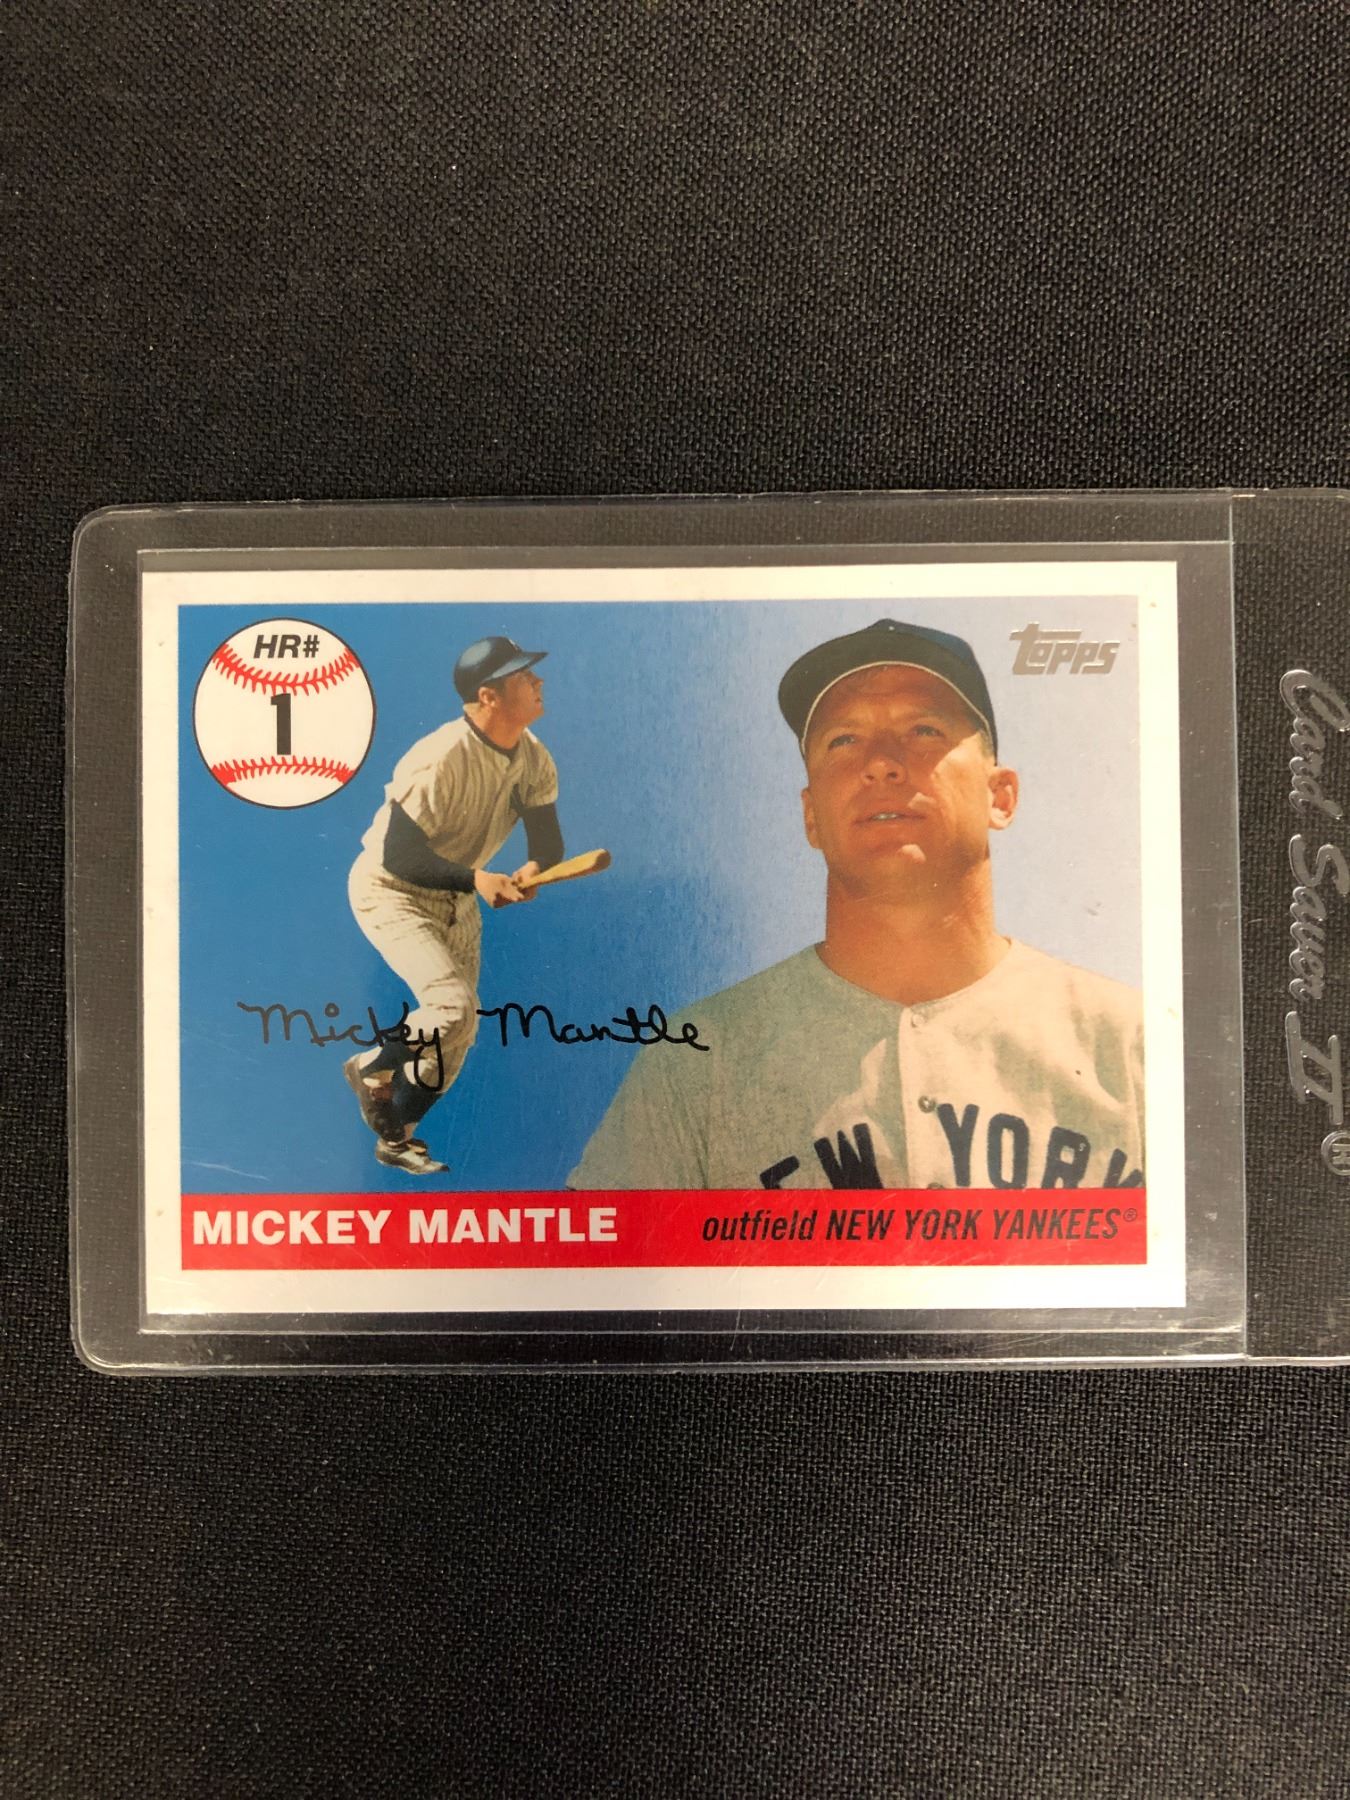 HR#
1
Topps
Mickey Mantle
NEW YORK
MICKEY MANTLE
outfield NEW YORK YANKEES®
Card Saver II®